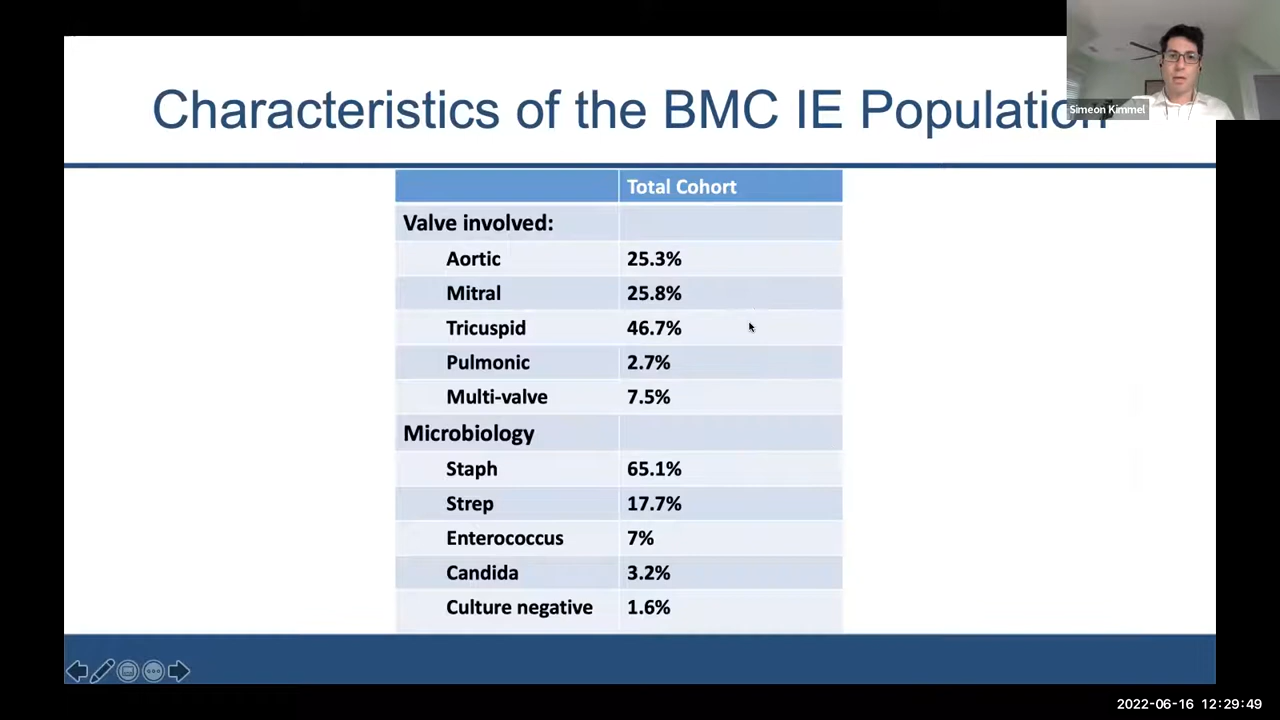 Characteristics of the BMC IE Population
Simeon Kimmel
Total Cohort
Valve involved:
Aortic 25.3%
Mitral 25.8%
Tricuspid 46.7%
Pulmonic 2.7%
Multi-valve 7.5%
Microbiology
Staph 65.1%
Strep 17.7%
Enterococcus 7%
Candida 3.2%
Culture negative 1.6%
2022-06-16 12:29:49